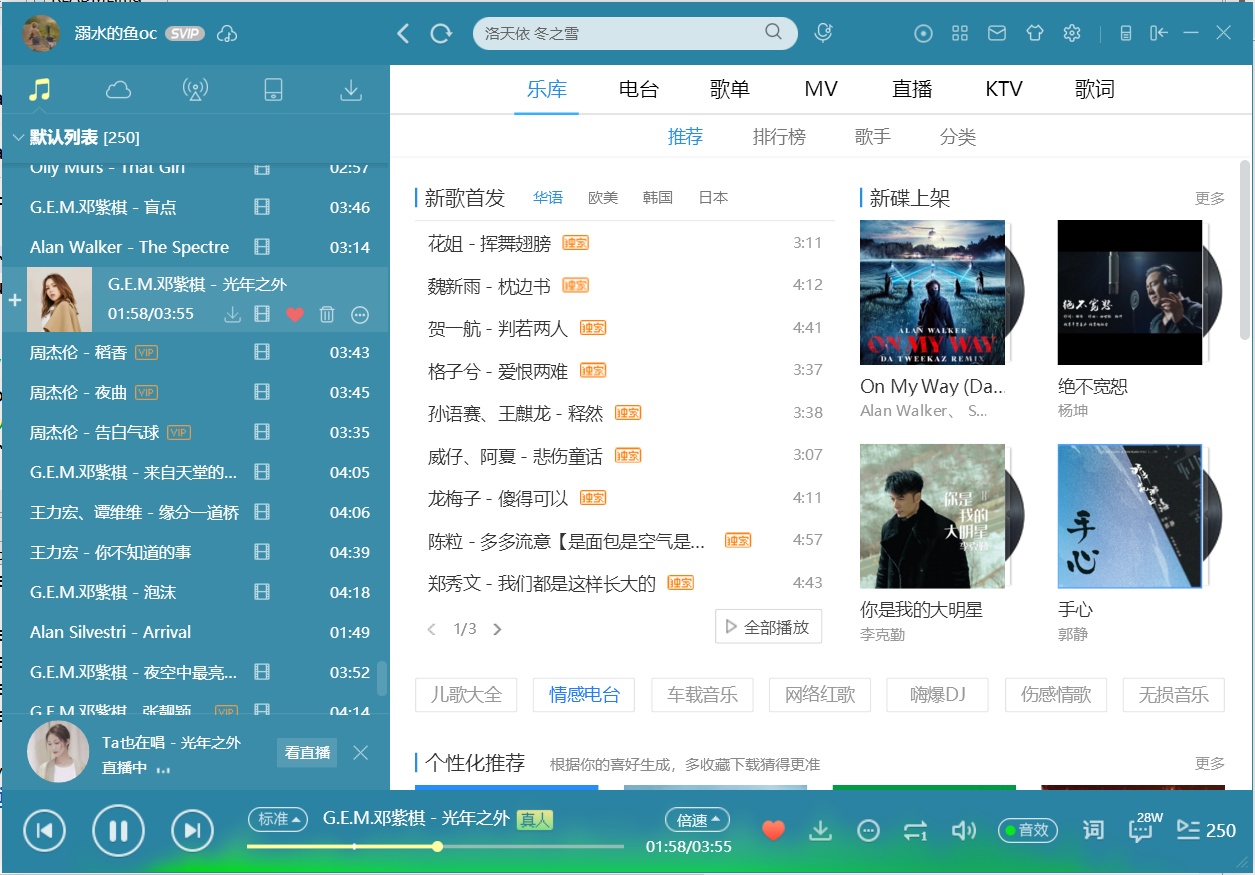 溺水的鱼oc SVIP
洛天依 冬之雪
乐库 电台 歌单 MV 直播 KTV 歌词
推荐 排行榜 歌手 分类
默认列表 [250]
Olly Murs - That Girl 02:57
G.E.M.邓紫棋 - 盲点 03:46
Alan Walker - The Spectre 03:14
G.E.M.邓紫棋 - 光年之外
01:58/03:55
周杰伦 - 稻香 VIP 03:43
周杰伦 - 夜曲 VIP 03:45
周杰伦 - 告白气球 VIP 03:35
G.E.M.邓紫棋 - 来自天堂的... 04:05
王力宏、谭维维 - 缘分一道桥 04:06
王力宏 - 你不知道的事 04:39
G.E.M.邓紫棋 - 泡沫 04:18
Alan Silvestri - Arrival 01:49
G.E.M.邓紫棋 - 夜空中最亮... 03:52
G.E.M.邓紫棋、张靓颖 VIP 04:14
Ta也在唱 - 光年之外
直播中
看直播
新歌首发 华语 欧美 韩国 日本
花姐 - 挥舞翅膀 独家 3:11
魏新雨 - 枕边书 独家 4:12
贺一航 - 判若两人 独家 4:41
格子兮 - 爱恨两难 独家 3:37
孙语赛、王麒龙 - 释然 独家 3:38
威仔、阿夏 - 悲伤童话 独家 3:07
龙梅子 - 傻得可以 独家 4:11
陈粒 - 多多流意【是面包是空气是... 独家 4:57
郑秀文 - 我们都是这样长大的 独家 4:43
1/3
全部播放
新碟上架 更多
ALAN WALKER
ON MY WAY
DA TWEEKAZ REMIX
On My Way (Da...
Alan Walker、 S...
绝不宽恕
绝不宽恕
杨坤
你是
我的
大明星
李克勤
你是我的大明星
李克勤
手心
手心
郭静
儿歌大全 情感电台 车载音乐 网络红歌 嗨爆DJ 伤感情歌 无损音乐
个性化推荐 根据你的喜好生成，多收藏下载猜得更准 更多
标准 G.E.M.邓紫棋 - 光年之外 真人 倍速
01:58/03:55
1 音效 词 28W 250